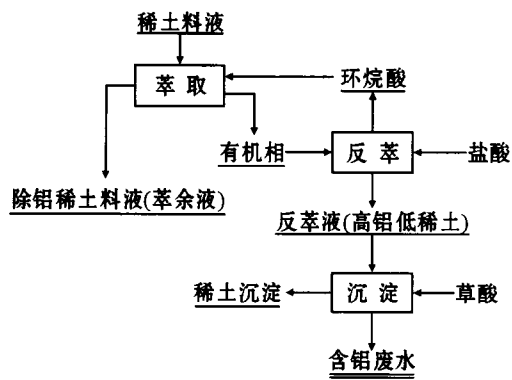 稀土料液
萃取
环烷酸
有机相
反萃
盐酸
除铝稀土料液(萃余液)
反萃液(高铝低稀土)
稀土沉淀
沉淀
草酸
含铝废水